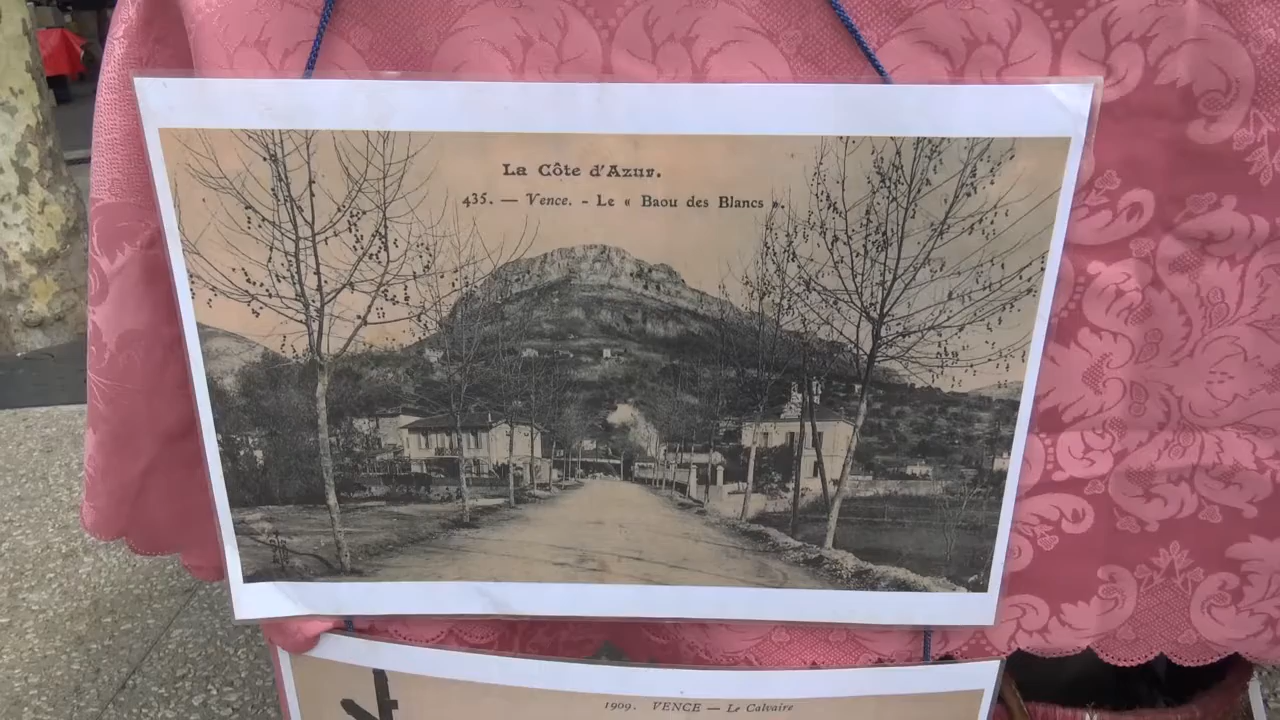 La Côte d'Azur.
435. — Vence. - Le « Baou des Blancs ».
1909. VENCE — Le Calvaire